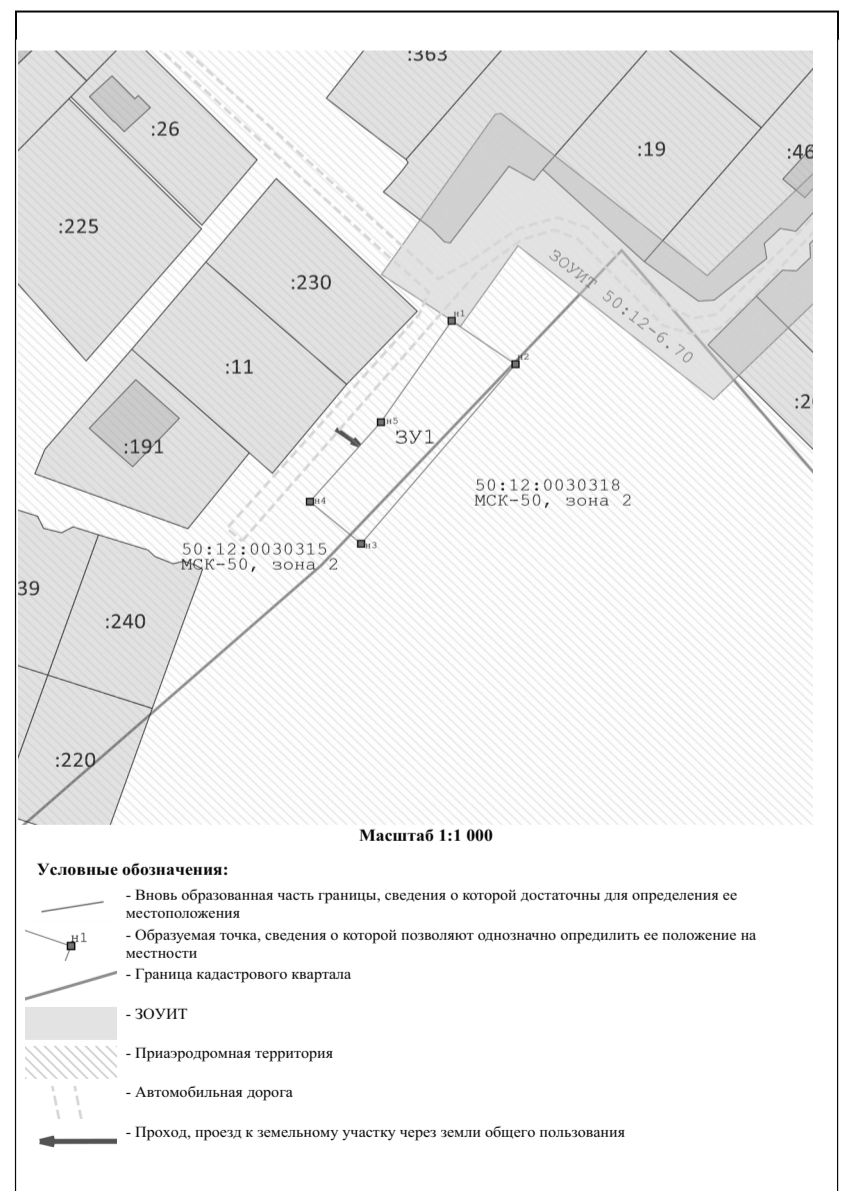 :363
:26
:19
:46
:225
:230
ЗОУИТ 50:12-6.70
н1
н2
:11
:2
н5
ЗУ1
:191
н4
50:12:0030318
МСК-50, зона 2
н3
50:12:0030315
МСК-50, зона 2
39
:240
:220
Масштаб 1:1 000
Условные обозначения:
- Вновь образованная часть границы, сведения о которой достаточны для определения ее
местоположения
н1
- Образуемая точка, сведения о которой позволяют однозначно опредилить ее положение на
местности
- Граница кадастрового квартала
- ЗОУИТ
- Приаэродромная территория
- Автомобильная дорога
- Проход, проезд к земельному участку через земли общего пользования